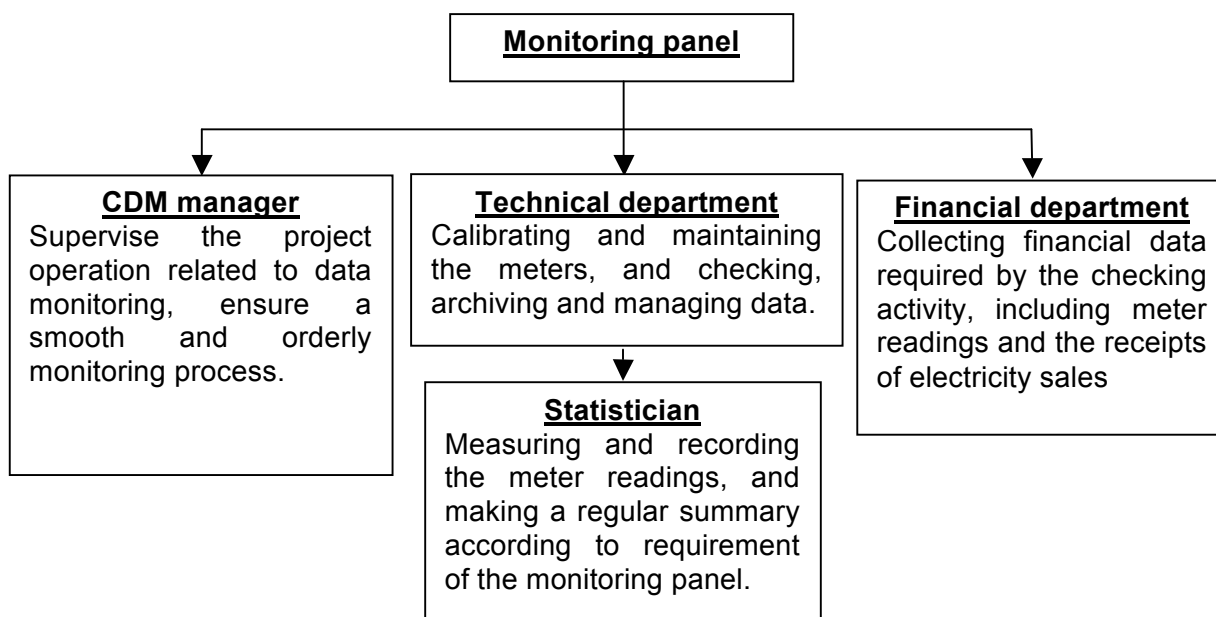 Monitoring panel
CDM manager
Supervise the project
operation related to data
monitoring, ensure a
smooth and orderly
monitoring process.
Technical department
Calibrating and maintaining
the meters, and checking,
archiving and managing data.
Financial department
Collecting financial data
required by the checking
activity, including meter
readings and the receipts
of electricity sales
Statistician
Measuring and recording
the meter readings, and
making a regular summary
according to requirement
of the monitoring panel.